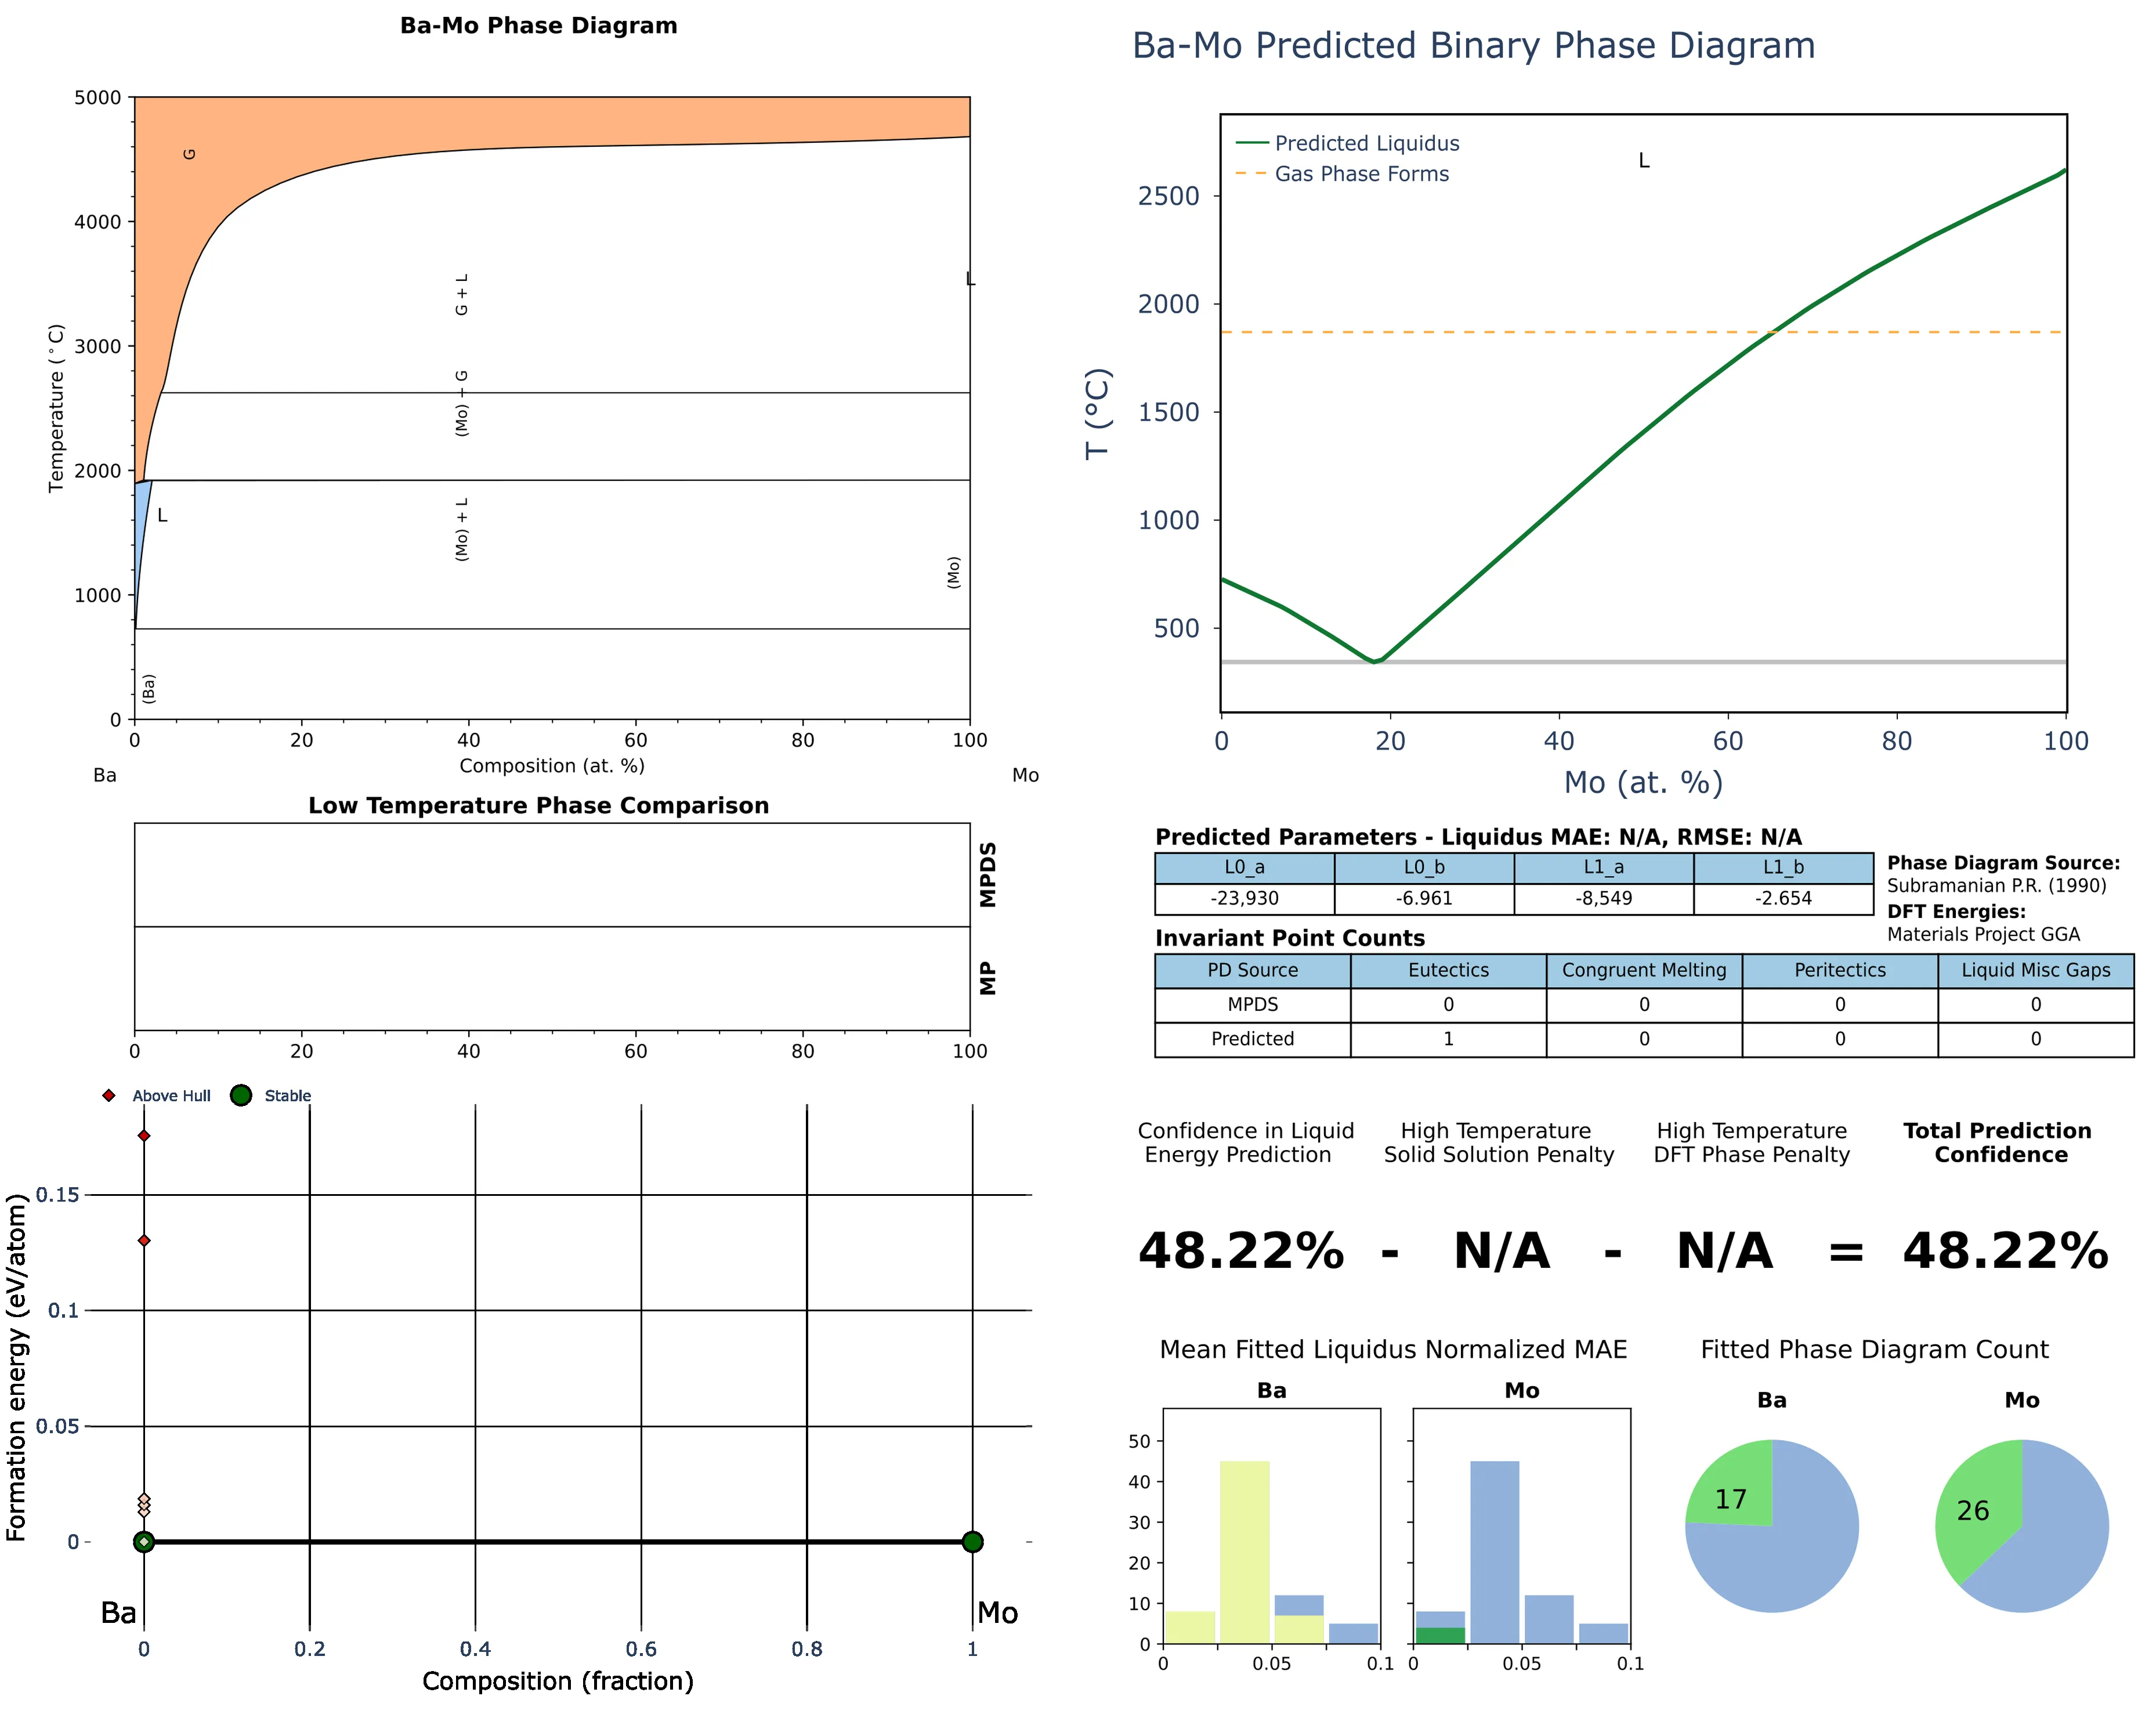 Ba-Mo Phase Diagram
5000
4000
3000
2000
1000
0
Temperature (°C)
G
G + L
L
(Mo) + G
L
(Mo) + L
(Mo)
(Ba)
0 20 40 60 80 100
Composition (at. %)
Ba Mo
Low Temperature Phase Comparison
MPDS
MP
0 20 40 60 80 100
Above Hull Stable
0.15
0.1
0.05
0
Formation energy (eV/atom)
Ba Mo
0 0.2 0.4 0.6 0.8 1
Composition (fraction)
Ba-Mo Predicted Binary Phase Diagram
Predicted Liquidus
Gas Phase Forms
L
2500
2000
1500
1000
500
T (°C)
0 20 40 60 80 100
Mo (at. %)
Predicted Parameters - Liquidus MAE: N/A, RMSE: N/A
L0_a L0_b L1_a L1_b
-23,930 -6.961 -8,549 -2.654
Phase Diagram Source:
Subramanian P.R. (1990)
DFT Energies:
Materials Project GGA
Invariant Point Counts
PD Source Eutectics Congruent Melting Peritectics Liquid Misc Gaps
MPDS 0 0 0 0
Predicted 1 0 0 0
Confidence in Liquid
Energy Prediction
High Temperature
Solid Solution Penalty
High Temperature
DFT Phase Penalty
Total Prediction
Confidence
48.22% - N/A - N/A = 48.22%
Mean Fitted Liquidus Normalized MAE
Ba Mo
50
40
30
20
10
0
0 0.05 0.1 0 0.05 0.1
Fitted Phase Diagram Count
Ba Mo
17 26